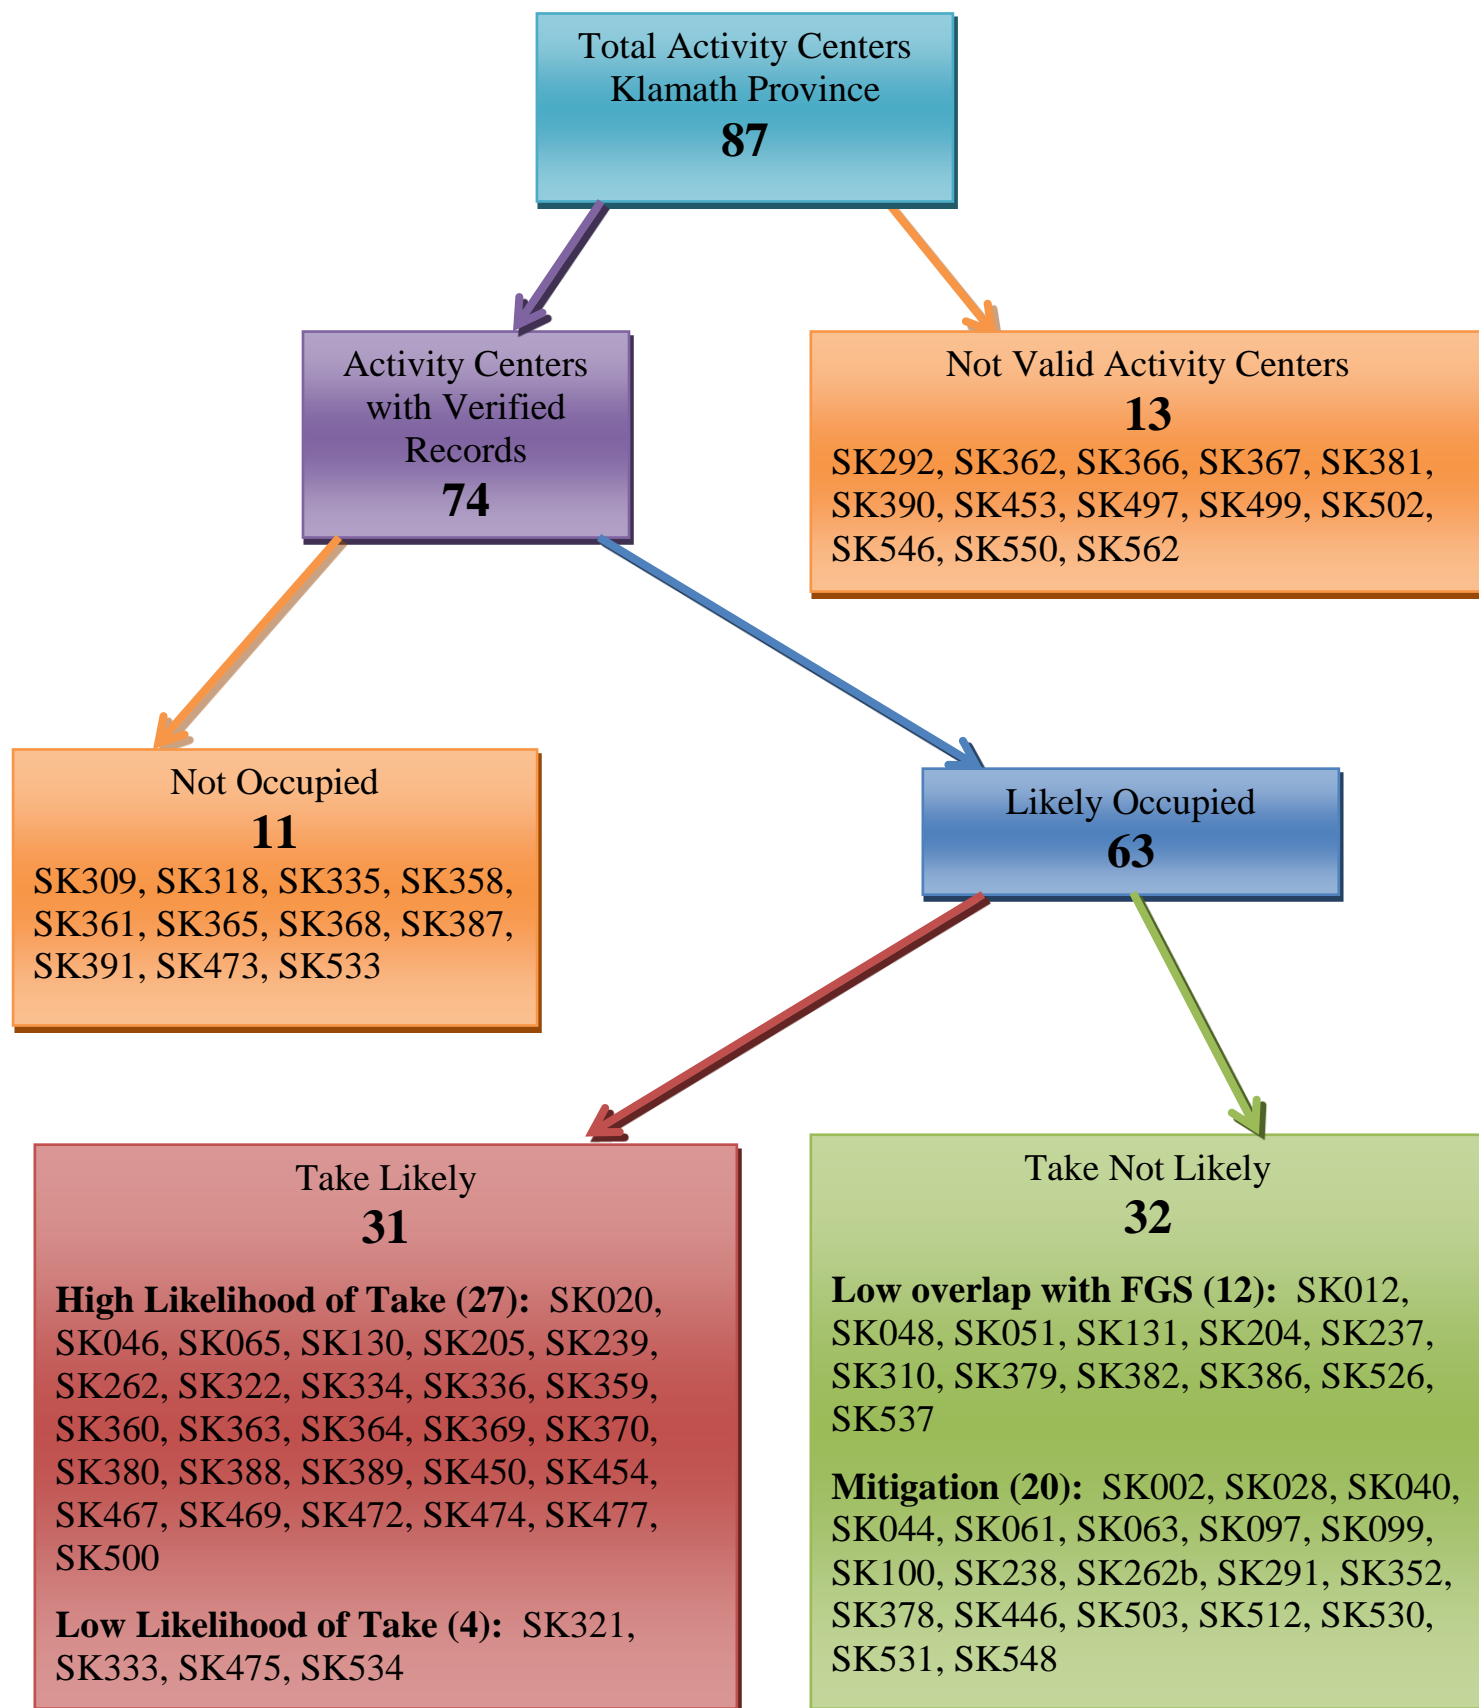 Total Activity Centers
Klamath Province
87
Activity Centers
with Verified
Records
74
Not Valid Activity Centers
13
SK292, SK362, SK366, SK367, SK381,
SK390, SK453, SK497, SK499, SK502,
SK546, SK550, SK562
Not Occupied
11
SK309, SK318, SK335, SK358,
SK361, SK365, SK368, SK387,
SK391, SK473, SK533
Likely Occupied
63
Take Likely
31
High Likelihood of Take (27): SK020,
SK046, SK065, SK130, SK205, SK239,
SK262, SK322, SK334, SK336, SK359,
SK360, SK363, SK364, SK369, SK370,
SK380, SK388, SK389, SK450, SK454,
SK467, SK469, SK472, SK474, SK477,
SK500
Low Likelihood of Take (4): SK321,
SK333, SK475, SK534
Take Not Likely
32
Low overlap with FGS (12): SK012,
SK048, SK051, SK131, SK204, SK237,
SK310, SK379, SK382, SK386, SK526,
SK537
Mitigation (20): SK002, SK028, SK040,
SK044, SK061, SK063, SK097, SK099,
SK100, SK238, SK262b, SK291, SK352,
SK378, SK446, SK503, SK512, SK530,
SK531, SK548